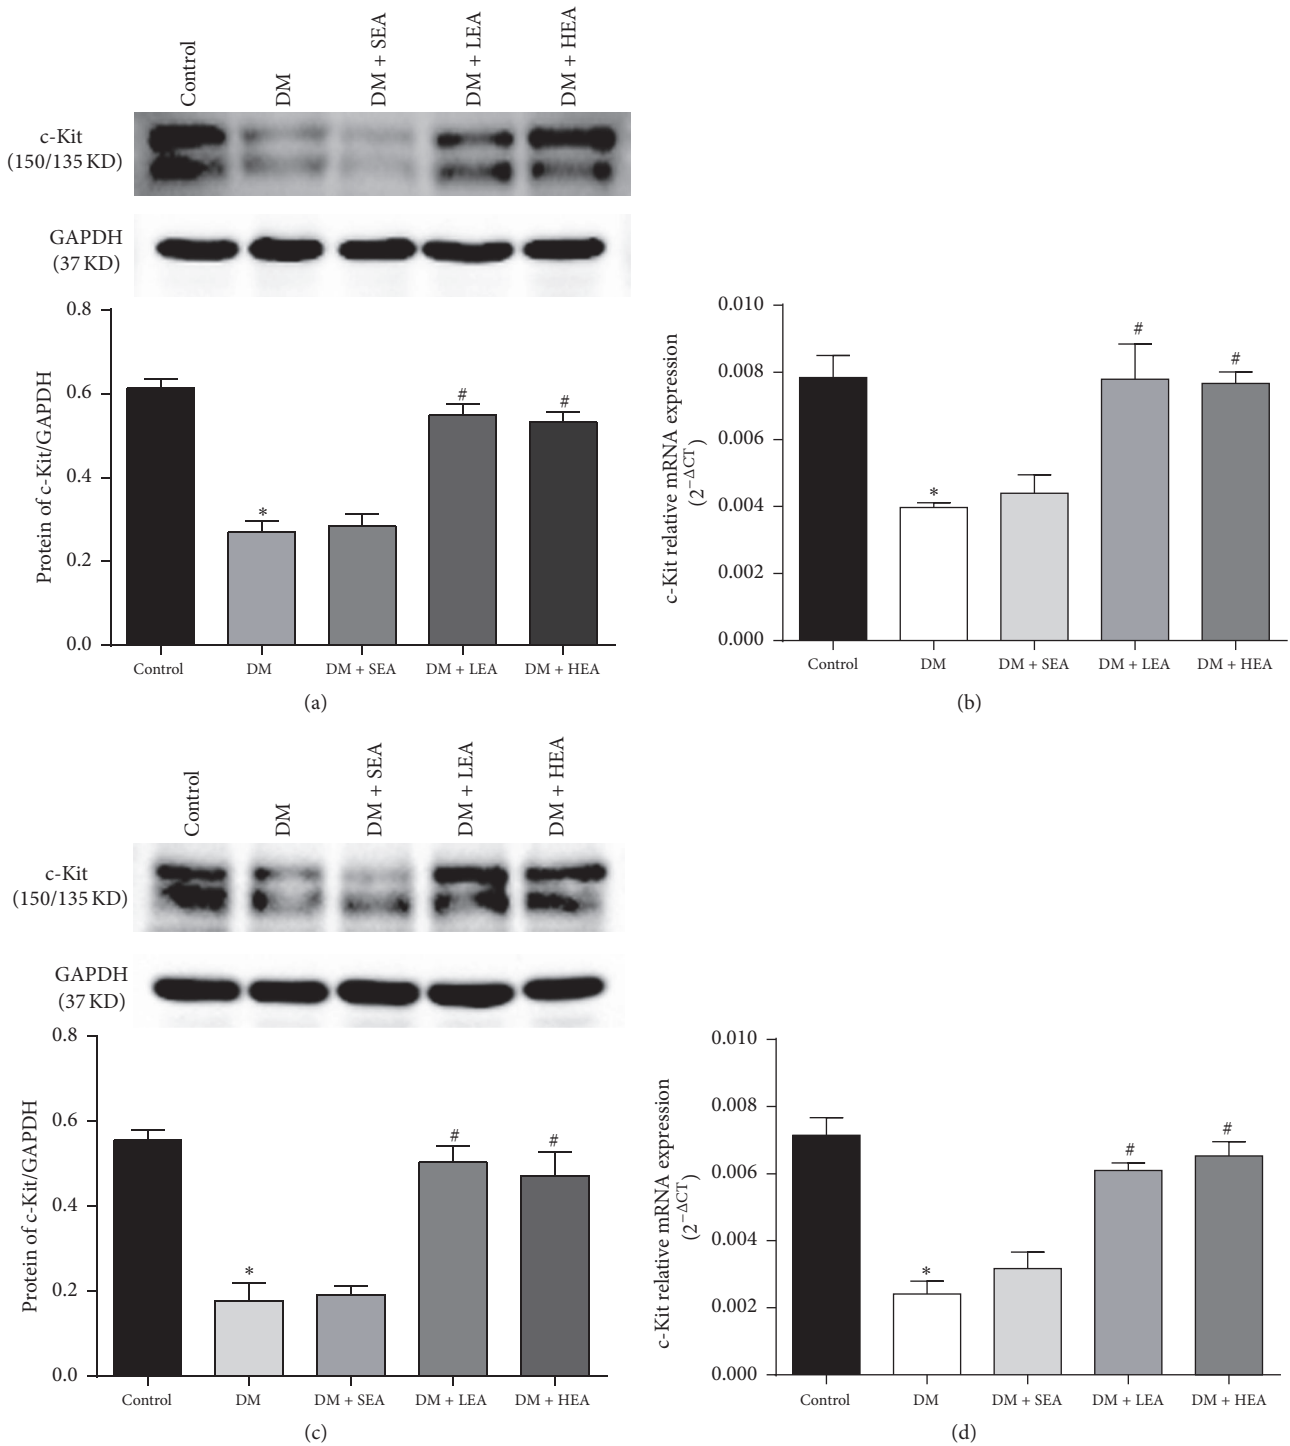 Control
DM
DM + SEA
DM + LEA
DM + HEA
c-Kit
(150/135 KD)
GAPDH
(37 KD)
Protein of c-Kit/GAPDH
0.8
0.6
0.4
0.2
0.0
*
#
#
Control
DM
DM + SEA
DM + LEA
DM + HEA
(a)
c-Kit relative mRNA expression
(2^−ΔCT)
0.010
0.008
0.006
0.004
0.002
0.000
*
#
#
Control
DM
DM + SEA
DM + LEA
DM + HEA
(b)
Control
DM
DM + SEA
DM + LEA
DM + HEA
c-Kit
(150/135 KD)
GAPDH
(37 KD)
Protein of c-Kit/GAPDH
0.8
0.6
0.4
0.2
0.0
*
#
#
Control
DM
DM + SEA
DM + LEA
DM + HEA
(c)
c-Kit relative mRNA expression
(2^−ΔCT)
0.010
0.008
0.006
0.004
0.002
0.000
*
#
#
Control
DM
DM + SEA
DM + LEA
DM + HEA
(d)